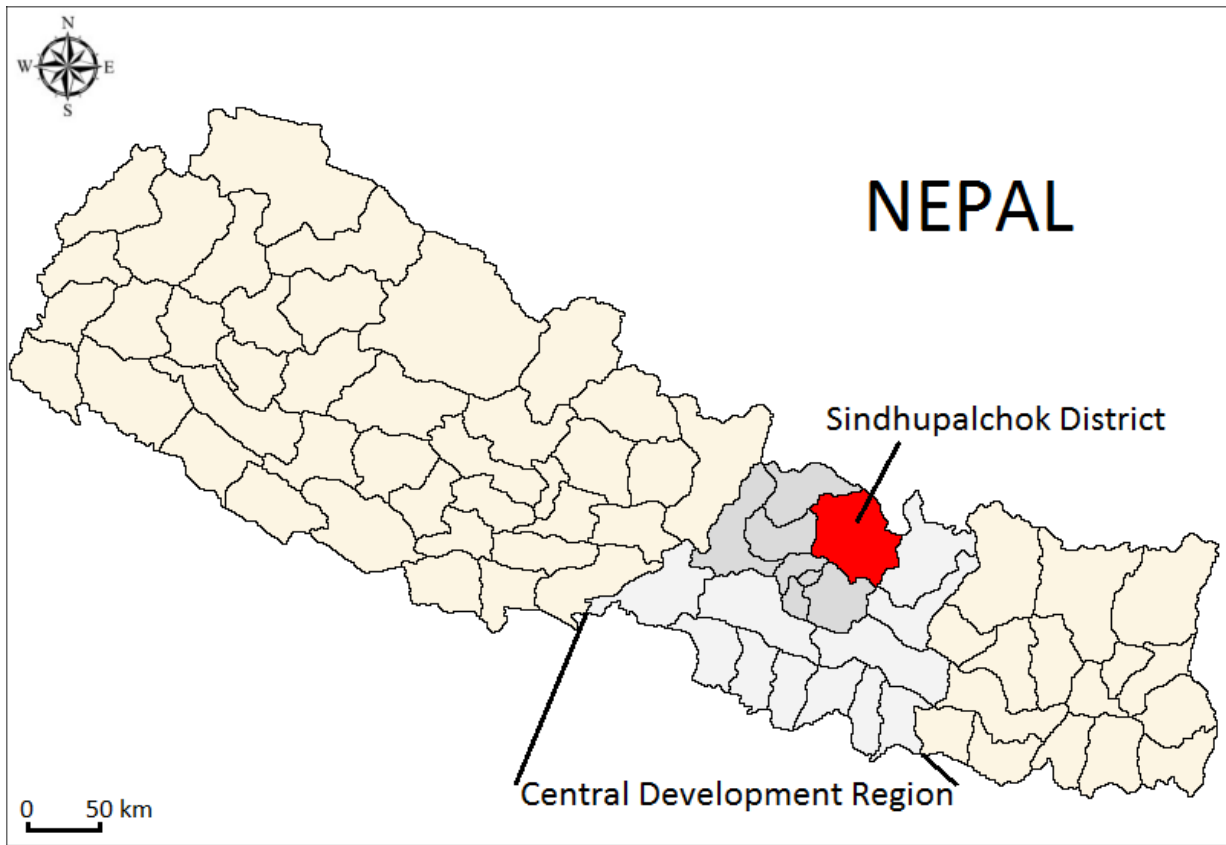 N
W E
S
NEPAL
Sindhupalchok District
Central Development Region
0 50 km